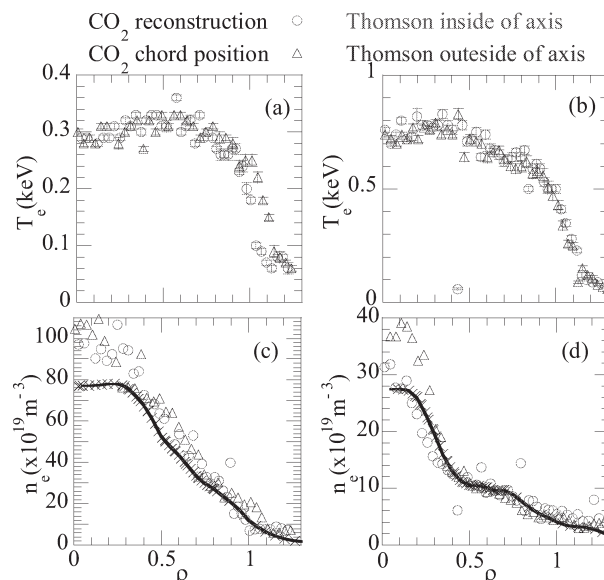 CO2 reconstruction ○ Thomson inside of axis
CO2 chord position △ Thomson outeside of axis
0.4
0.3
0.2
0.1
0
Te (keV)
(a)
1
0.5
0
Te (keV)
(b)
100
80
60
40
20
0
ne (x10^19 m^-3)
(c)
0 0.5 1
ρ
40
30
20
10
0
ne (x10^19 m^-3)
(d)
0 0.5 1
ρ